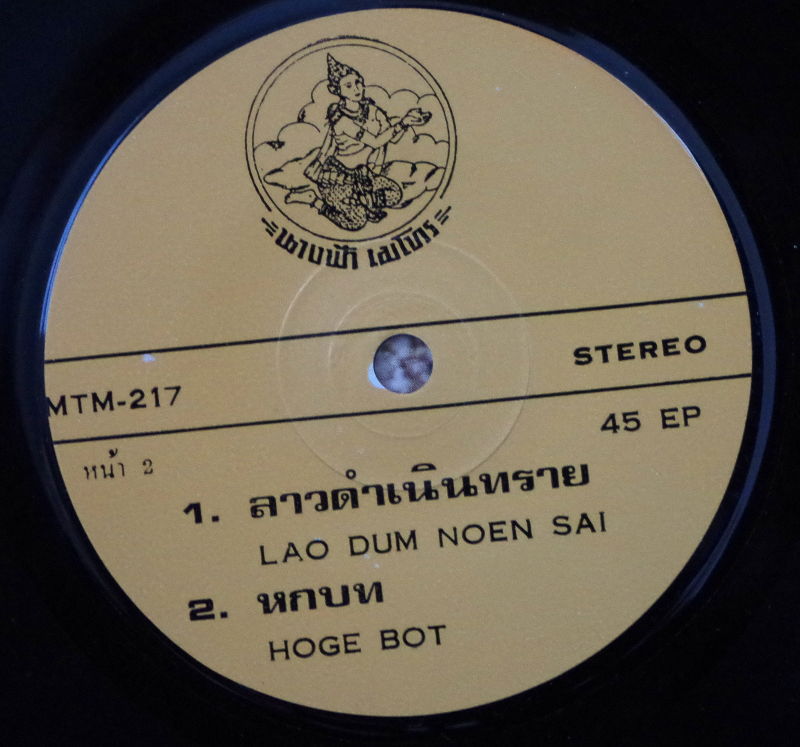 นางฟ้า เมโทร
STEREO
MTM-217
45 EP
หน้า 2
1. ลาวดำเนินทราย
LAO DUM NOEN SAI
2. หกบท
HOGE BOT